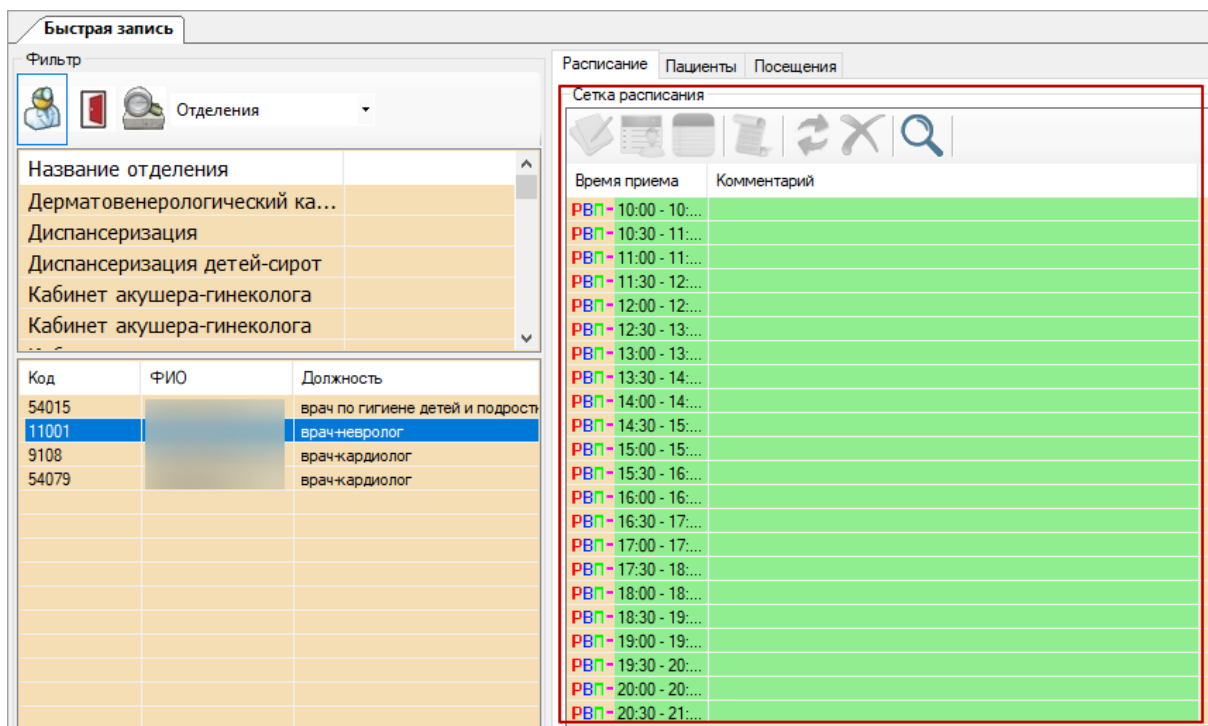 Быстрая запись
Фильтр
Отделения
Название отделения
Дерматовенерологический ка...
Диспансеризация
Диспансеризация детей-сирот
Кабинет акушера-гинеколога
Кабинет акушера-гинеколога
Код ФИО Должность
54015 врач по гигиене детей и подростк
11001 врач-невролог
9108 врач-кардиолог
54079 врач-кардиолог
Расписание Пациенты Посещения
Сетка расписания
Время приема Комментарий
РВП- 10:00 - 10:...
РВП- 10:30 - 11:...
РВП- 11:00 - 11:...
РВП- 11:30 - 12:...
РВП- 12:00 - 12:...
РВП- 12:30 - 13:...
РВП- 13:00 - 13:...
РВП- 13:30 - 14:...
РВП- 14:00 - 14:...
РВП- 14:30 - 15:...
РВП- 15:00 - 15:...
РВП- 15:30 - 16:...
РВП- 16:00 - 16:...
РВП- 16:30 - 17:...
РВП- 17:00 - 17:...
РВП- 17:30 - 18:...
РВП- 18:00 - 18:...
РВП- 18:30 - 19:...
РВП- 19:00 - 19:...
РВП- 19:30 - 20:...
РВП- 20:00 - 20:...
РВП- 20:30 - 21:...